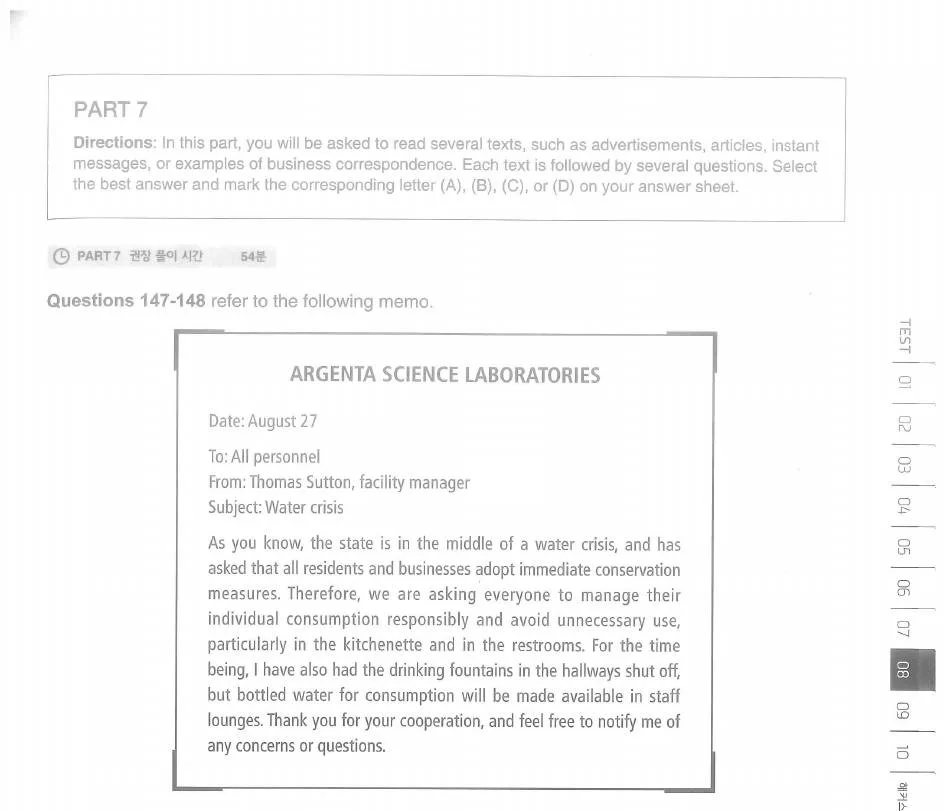 PART 7
Directions: In this part, you will be asked to read several texts, such as advertisements, articles, instant
messages, or examples of business correspondence. Each text is followed by several questions. Select
the best answer and mark the corresponding letter (A), (B), (C), or (D) on your answer sheet.
PART 7 권장 풀이 시간 54분
Questions 147-148 refer to the following memo.
ARGENTA SCIENCE LABORATORIES
Date: August 27
To: All personnel
From: Thomas Sutton, facility manager
Subject: Water crisis
As you know, the state is in the middle of a water crisis, and has
asked that all residents and businesses adopt immediate conservation
measures. Therefore, we are asking everyone to manage their
individual consumption responsibly and avoid unnecessary use,
particularly in the kitchenette and in the restrooms. For the time
being, I have also had the drinking fountains in the hallways shut off,
but bottled water for consumption will be made available in staff
lounges. Thank you for your cooperation, and feel free to notify me of
any concerns or questions.
TEST
01
02
03
04
05
06
07
08
09
10
해커스